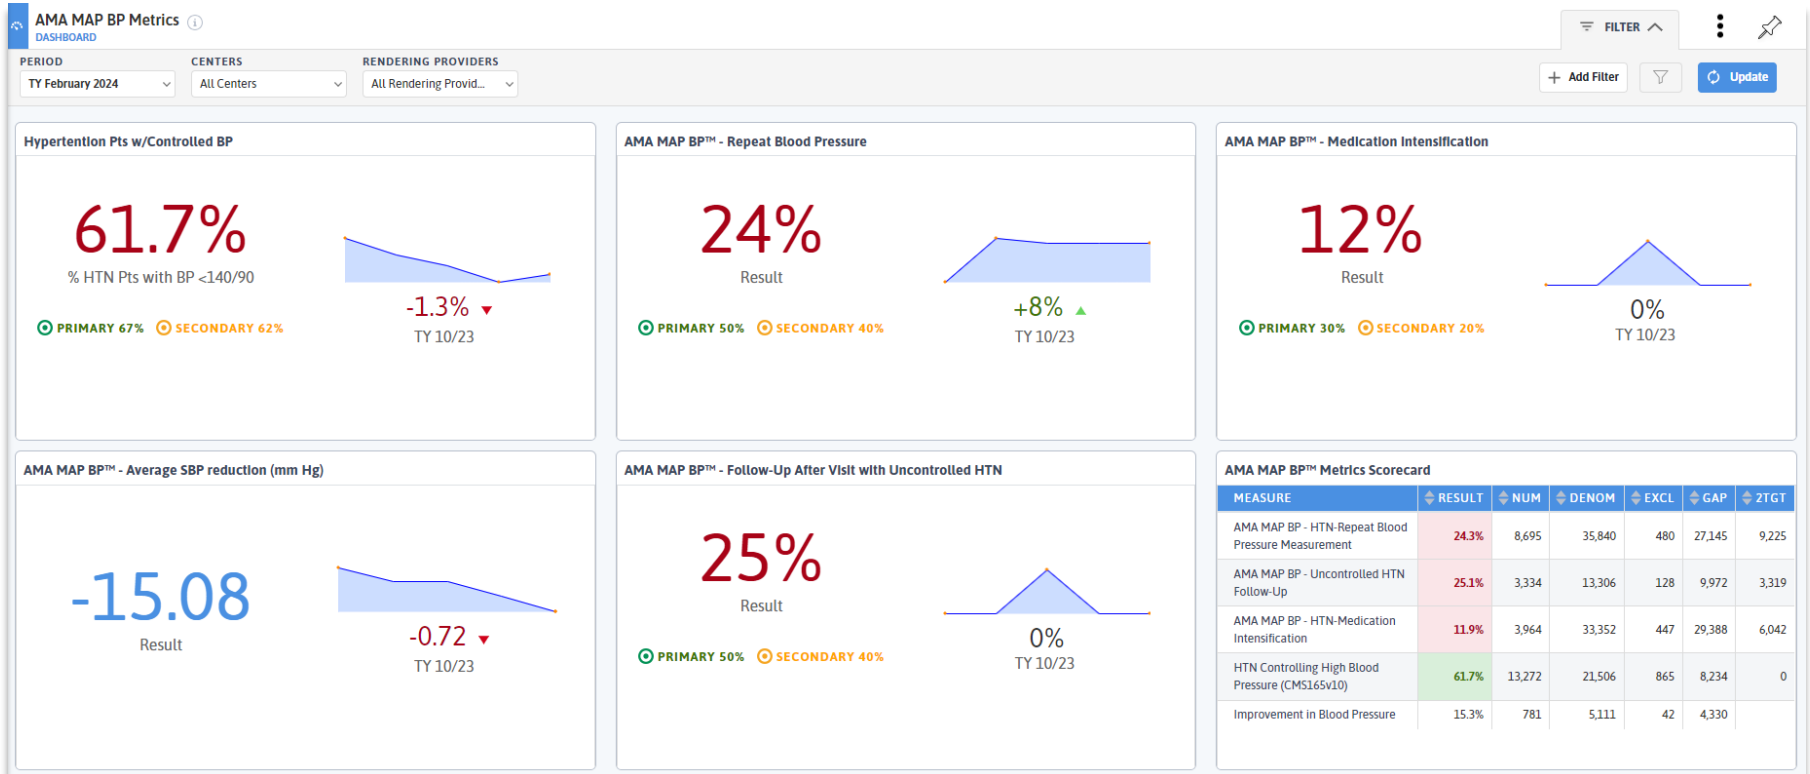 AMA MAP BP Metrics
DASHBOARD
FILTER
PERIOD
CENTERS
RENDERING PROVIDERS
TY February 2024
All Centers
All Rendering Provid...
Add Filter
Update
Hypertention Pts w/Controlled BP
61.7%
% HTN Pts with BP <140/90
PRIMARY 67% SECONDARY 62%
-1.3%
TY 10/23
AMA MAP BP™ - Repeat Blood Pressure
24%
Result
PRIMARY 50% SECONDARY 40%
+8%
TY 10/23
AMA MAP BP™ - Medication Intensification
12%
Result
PRIMARY 30% SECONDARY 20%
0%
TY 10/23
AMA MAP BP™ - Average SBP reduction (mm Hg)
-15.08
Result
-0.72
TY 10/23
AMA MAP BP™ - Follow-Up After Visit with Uncontrolled HTN
25%
Result
PRIMARY 50% SECONDARY 40%
0%
TY 10/23
AMA MAP BP™ Metrics Scorecard
MEASURE RESULT NUM DENOM EXCL GAP 2TGT
AMA MAP BP - HTN-Repeat Blood
Pressure Measurement
24.3% 8,695 35,840 480 27,145 9,225
AMA MAP BP - Uncontrolled HTN
Follow-Up
25.1% 3,334 13,306 128 9,972 3,319
AMA MAP BP - HTN-Medication
Intensification
11.9% 3,964 33,352 447 29,388 6,042
HTN Controlling High Blood
Pressure (CMS165v10)
61.7% 13,272 21,506 865 8,234 0
Improvement in Blood Pressure 15.3% 781 5,111 42 4,330